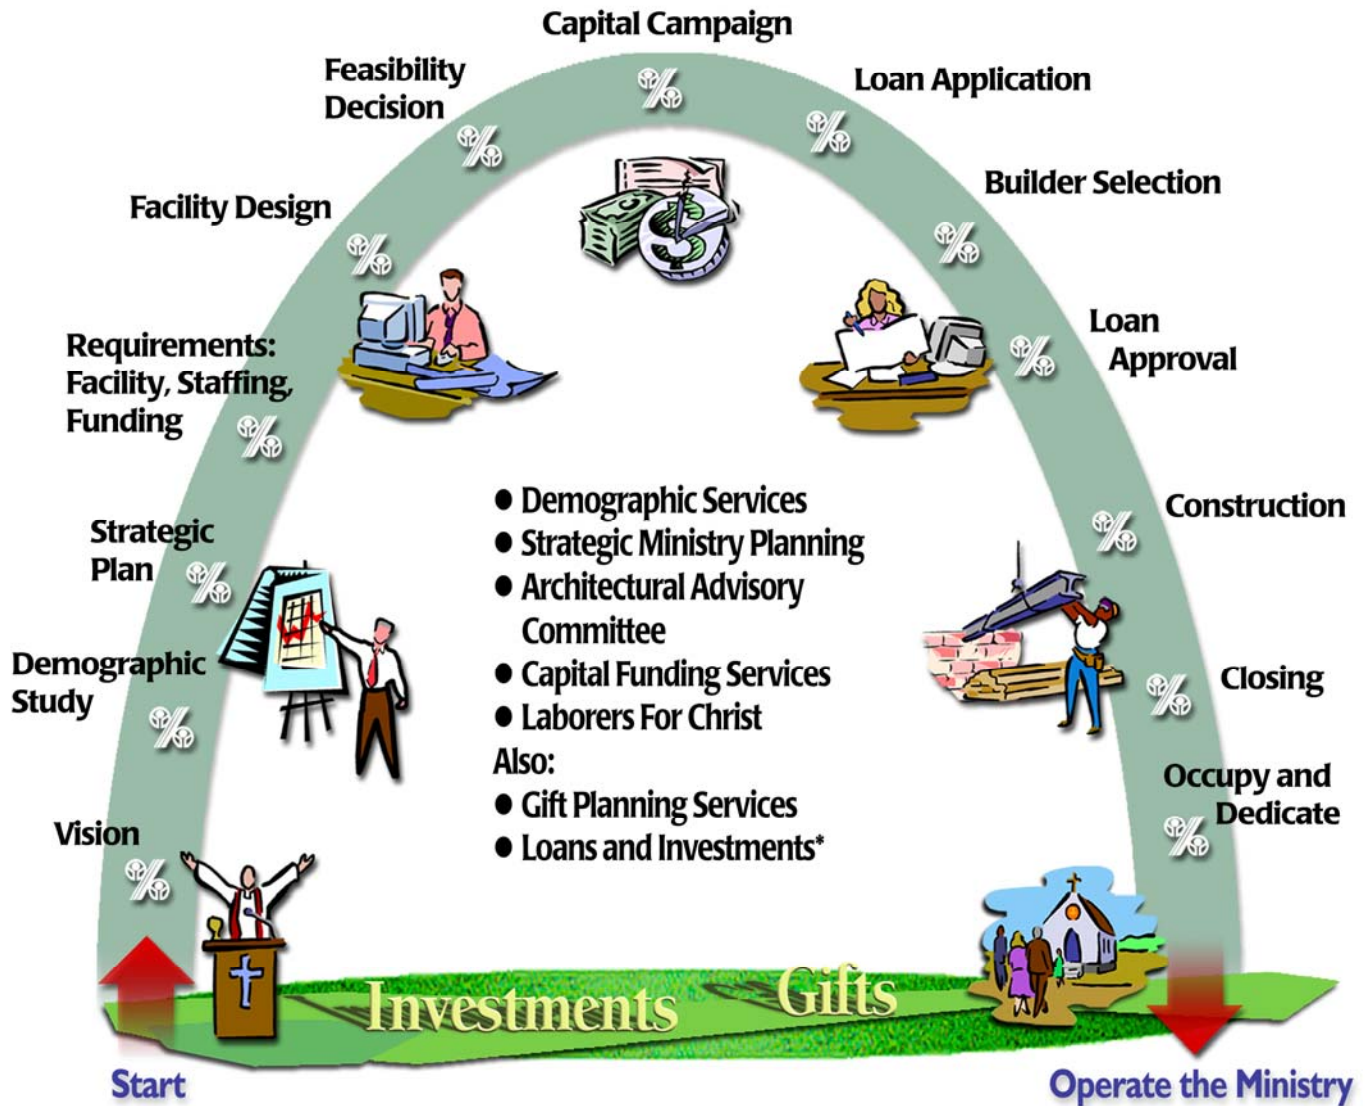 Capital Campaign
Feasibility
Decision
Loan Application
Facility Design
Builder Selection
Requirements:
Facility, Staffing,
Funding
Loan
Approval
Strategic
Plan
Construction
Demographic
Study
Closing
Vision
Occupy and
Dedicate
● Demographic Services
● Strategic Ministry Planning
● Architectural Advisory
Committee
● Capital Funding Services
● Laborers For Christ
Also:
● Gift Planning Services
● Loans and Investments*
Investments
Gifts
Start
Operate the Ministry